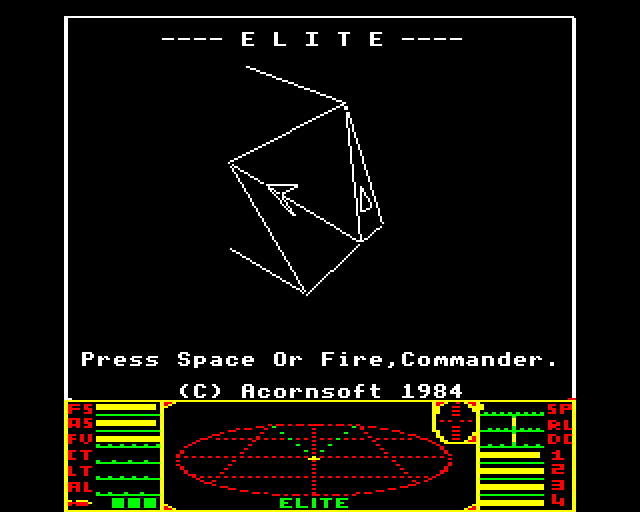 ---- E L I T E ----
Press Space Or Fire,Commander.
(C) Acornsoft 1984
FS SP
AS RL
FV DC
CT 1
LT 2
AL 3
4
ELITE